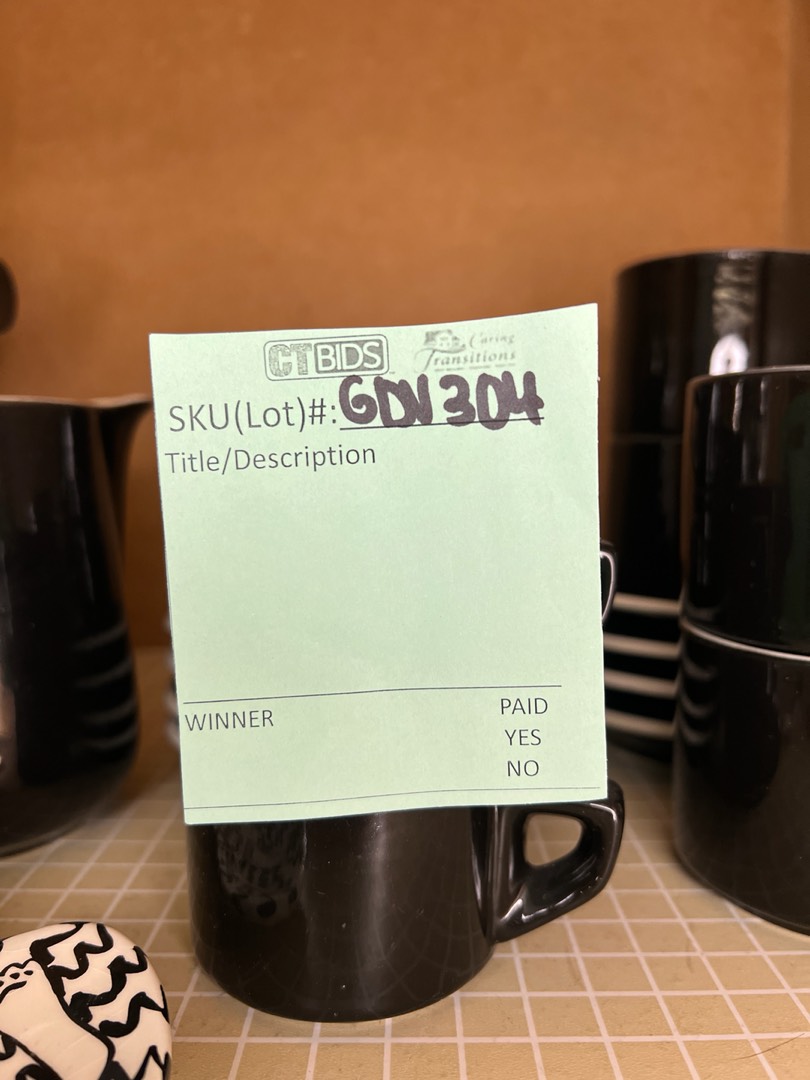 CTBIDS
Caring
Transitions
SKU(Lot)#: GDN304
Title/Description
WINNER
PAID
YES
NO